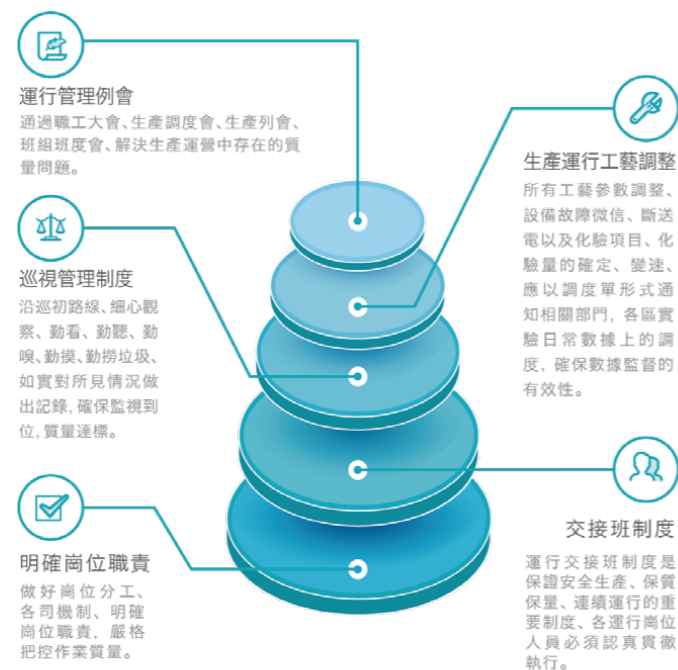 運行管理例會
通過職工大會、生產調度會、生產列會、
班組班度會、解決生產運營中存在的質
量問題。
生產運行工藝調整
所有工藝參數調整、
設備故障微信、斷送
電以及化驗項目、化
驗量的確定、變速、
應以調度單形式通
知相關部門，各區實
驗日常數據上的調
度，確保數據監督的
有效性。
巡視管理制度
沿巡初路線、細心觀
察、勤看、勤聽、勤
嗅、勤摸、勤撈垃圾、
如實對所見情況做
出記錄，確保監視到
位，質量達標。
交接班制度
運行交接班制度是
保證安全生產、保質
保量、連續運行的重
要制度、各運行崗位
人員必須認真貫徹
執行。
明確崗位職責
做好崗位分工、
各司機制、明確
崗位職責，嚴格
把控作業質量。